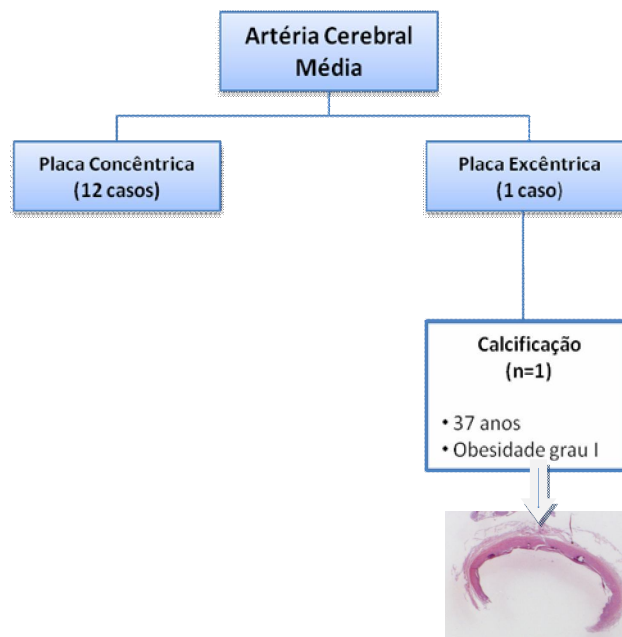 Artéria Cerebral
Média
Placa Concêntrica
(12 casos)
Placa Excêntrica
(1 caso)
Calcificação
(n=1)
• 37 anos
• Obesidade grau I